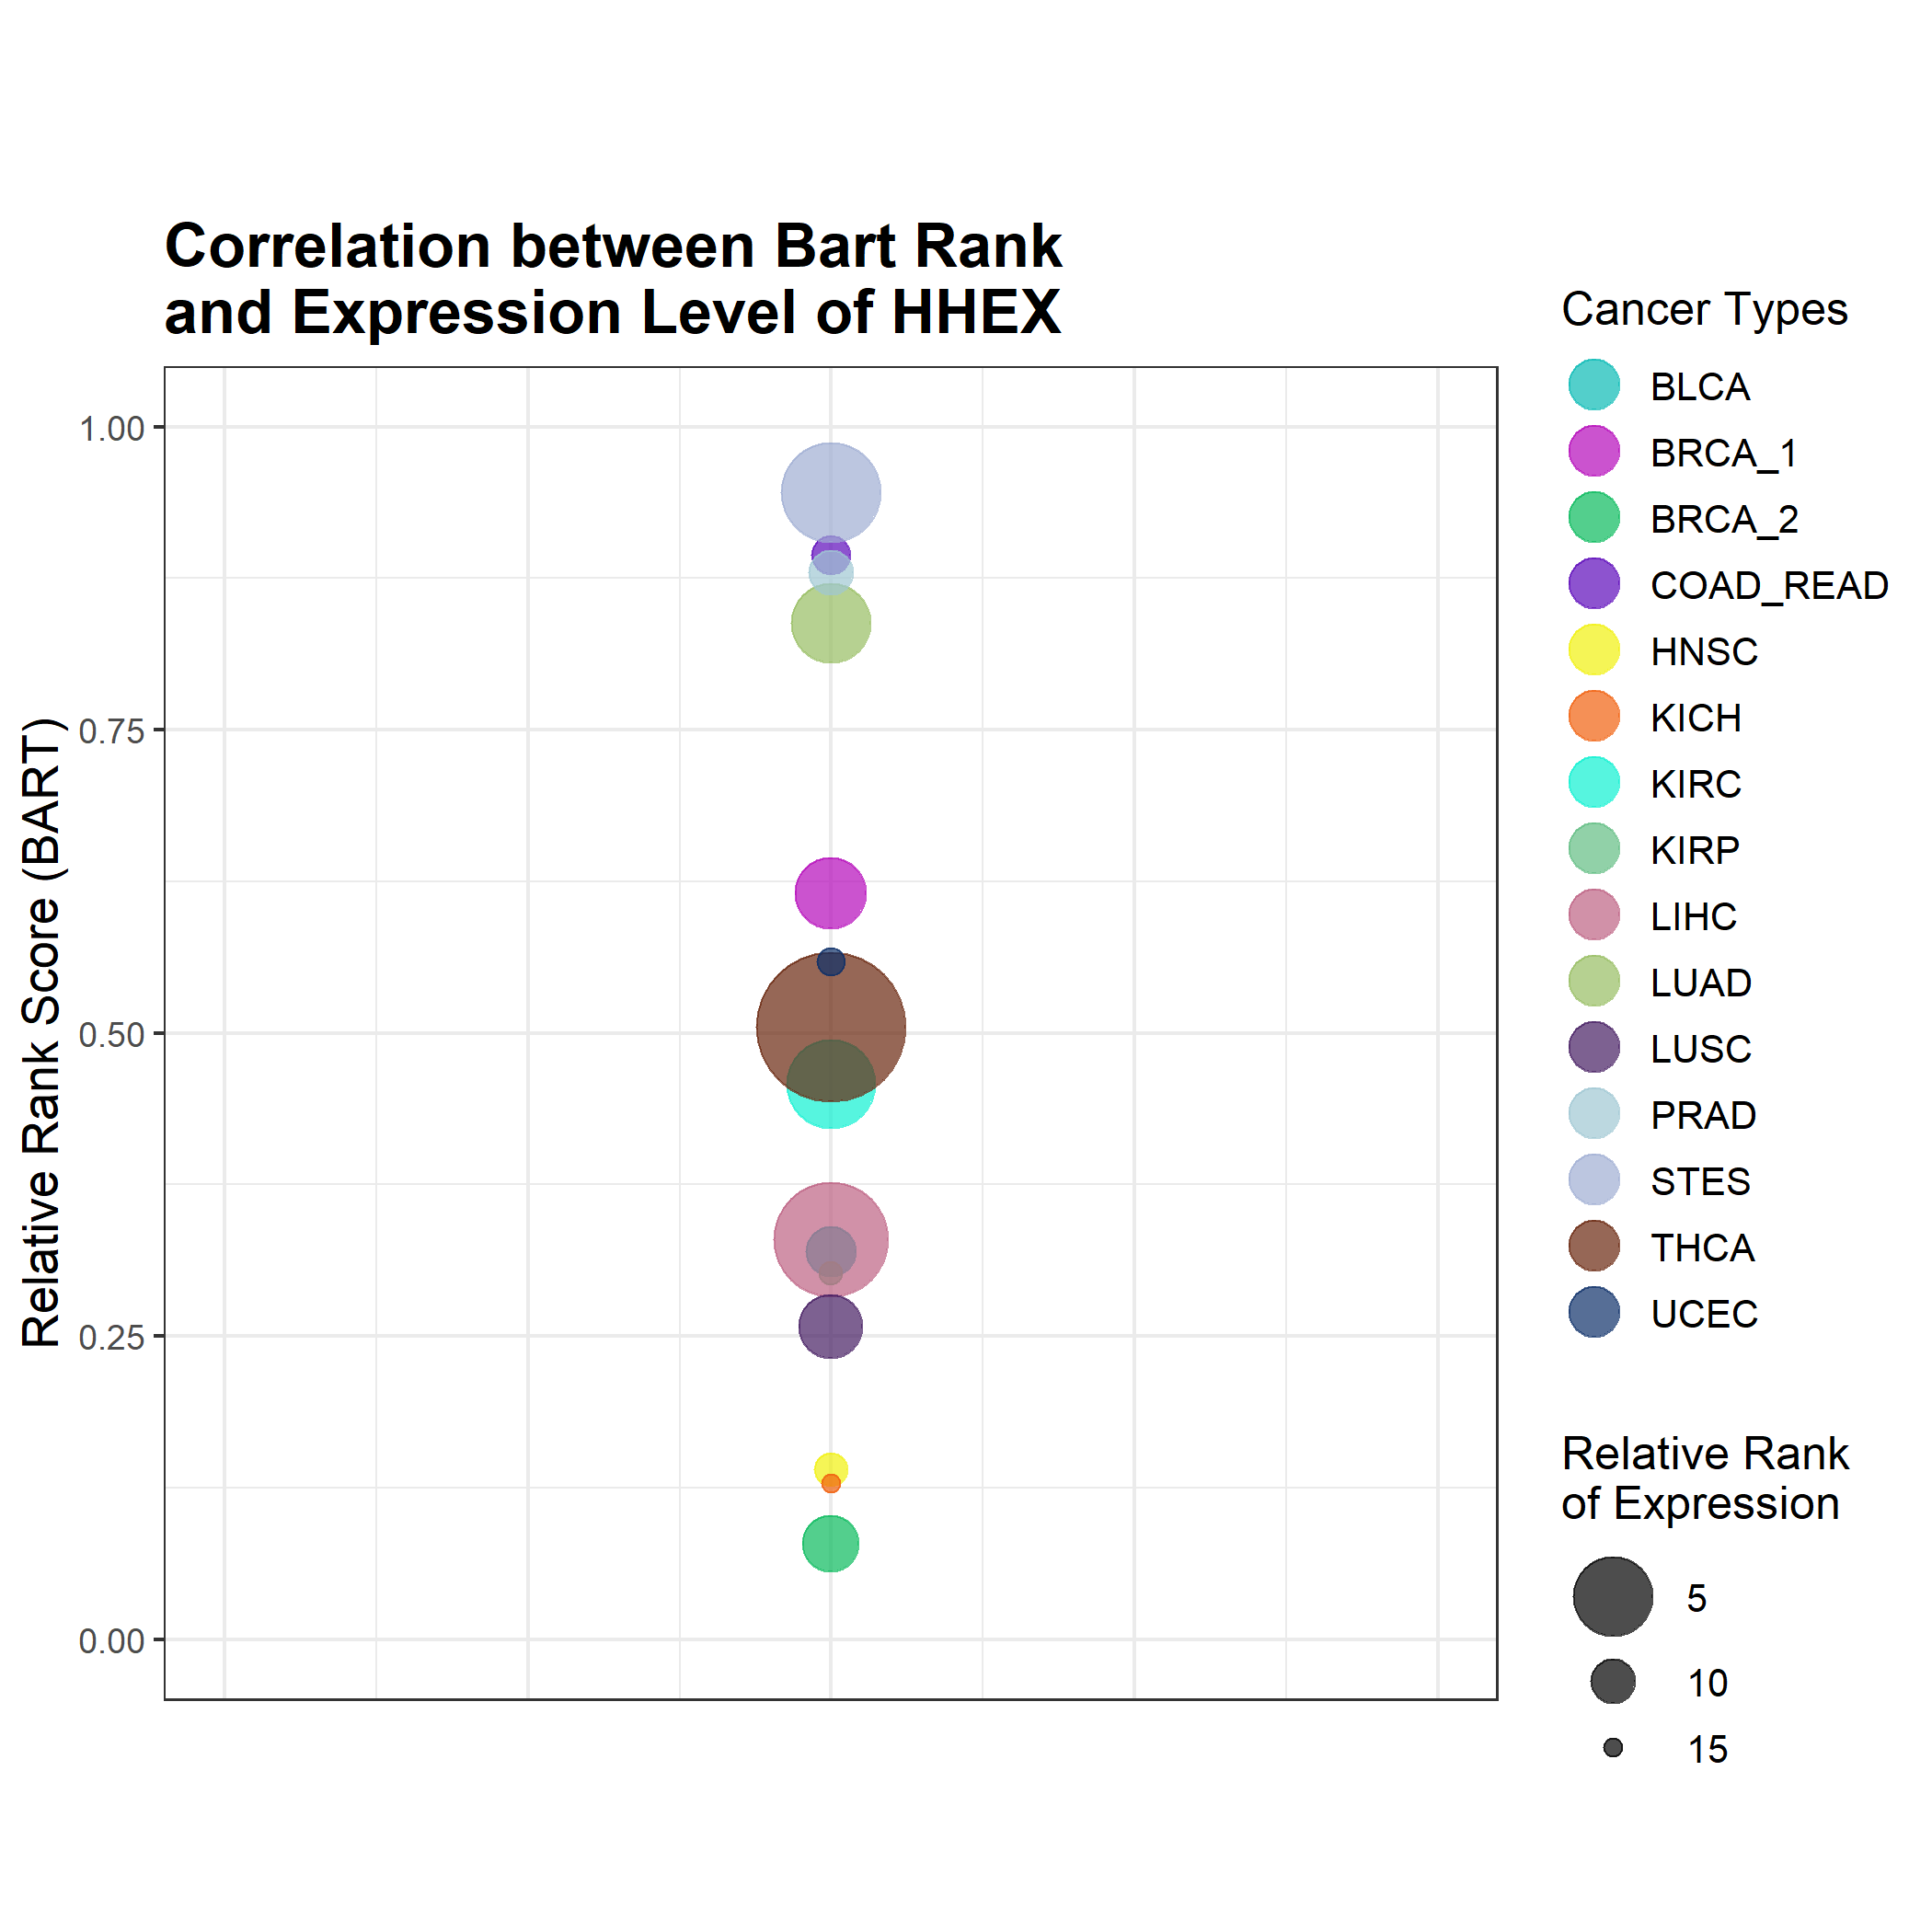 Correlation between Bart Rank
and Expression Level of HHEX
Relative Rank Score (BART)
1.00
0.75
0.50
0.25
0.00
Cancer Types
BLCA
BRCA_1
BRCA_2
COAD_READ
HNSC
KICH
KIRC
KIRP
LIHC
LUAD
LUSC
PRAD
STES
THCA
UCEC
Relative Rank
of Expression
5
10
15